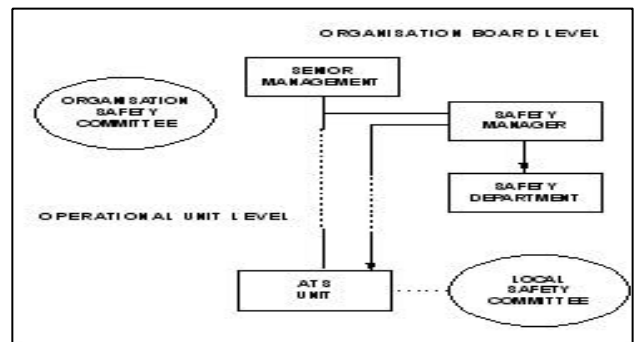 ORGANISATION BOARD LEVEL
SENIOR
MANAGEMENT
ORGANISATION
SAFETY
COMMITTEE
SAFETY
MANAGER
SAFETY
DEPARTMENT
OPERATIONAL UNIT LEVEL
ATS
UNIT
LOCAL
SAFETY
COMMITTEE